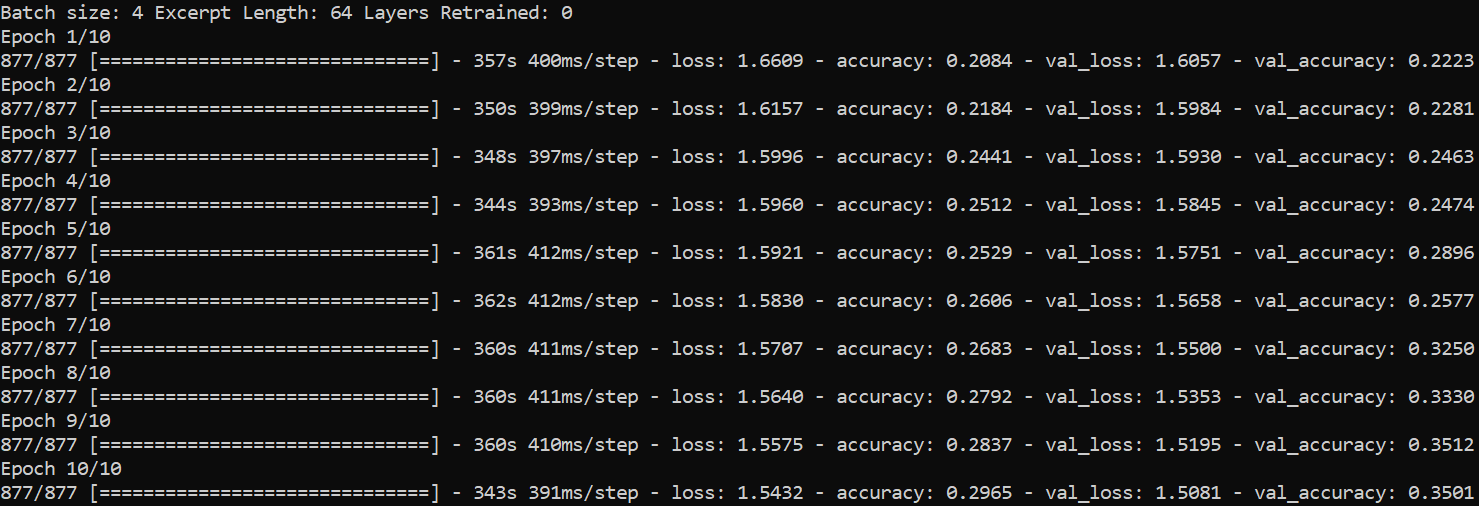 Batch size: 4 Excerpt Length: 64 Layers Retrained: 0
Epoch 1/10
877/877 [==============================] - 357s 400ms/step - loss: 1.6609 - accuracy: 0.2084 - val_loss: 1.6057 - val_accuracy: 0.2223
Epoch 2/10
877/877 [==============================] - 350s 399ms/step - loss: 1.6157 - accuracy: 0.2184 - val_loss: 1.5984 - val_accuracy: 0.2281
Epoch 3/10
877/877 [==============================] - 348s 397ms/step - loss: 1.5996 - accuracy: 0.2441 - val_loss: 1.5930 - val_accuracy: 0.2463
Epoch 4/10
877/877 [==============================] - 344s 393ms/step - loss: 1.5960 - accuracy: 0.2512 - val_loss: 1.5845 - val_accuracy: 0.2474
Epoch 5/10
877/877 [==============================] - 361s 412ms/step - loss: 1.5921 - accuracy: 0.2529 - val_loss: 1.5751 - val_accuracy: 0.2896
Epoch 6/10
877/877 [==============================] - 362s 412ms/step - loss: 1.5830 - accuracy: 0.2606 - val_loss: 1.5658 - val_accuracy: 0.2577
Epoch 7/10
877/877 [==============================] - 360s 411ms/step - loss: 1.5707 - accuracy: 0.2683 - val_loss: 1.5500 - val_accuracy: 0.3250
Epoch 8/10
877/877 [==============================] - 360s 411ms/step - loss: 1.5640 - accuracy: 0.2792 - val_loss: 1.5353 - val_accuracy: 0.3330
Epoch 9/10
877/877 [==============================] - 360s 410ms/step - loss: 1.5575 - accuracy: 0.2837 - val_loss: 1.5195 - val_accuracy: 0.3512
Epoch 10/10
877/877 [==============================] - 343s 391ms/step - loss: 1.5432 - accuracy: 0.2965 - val_loss: 1.5081 - val_accuracy: 0.3501